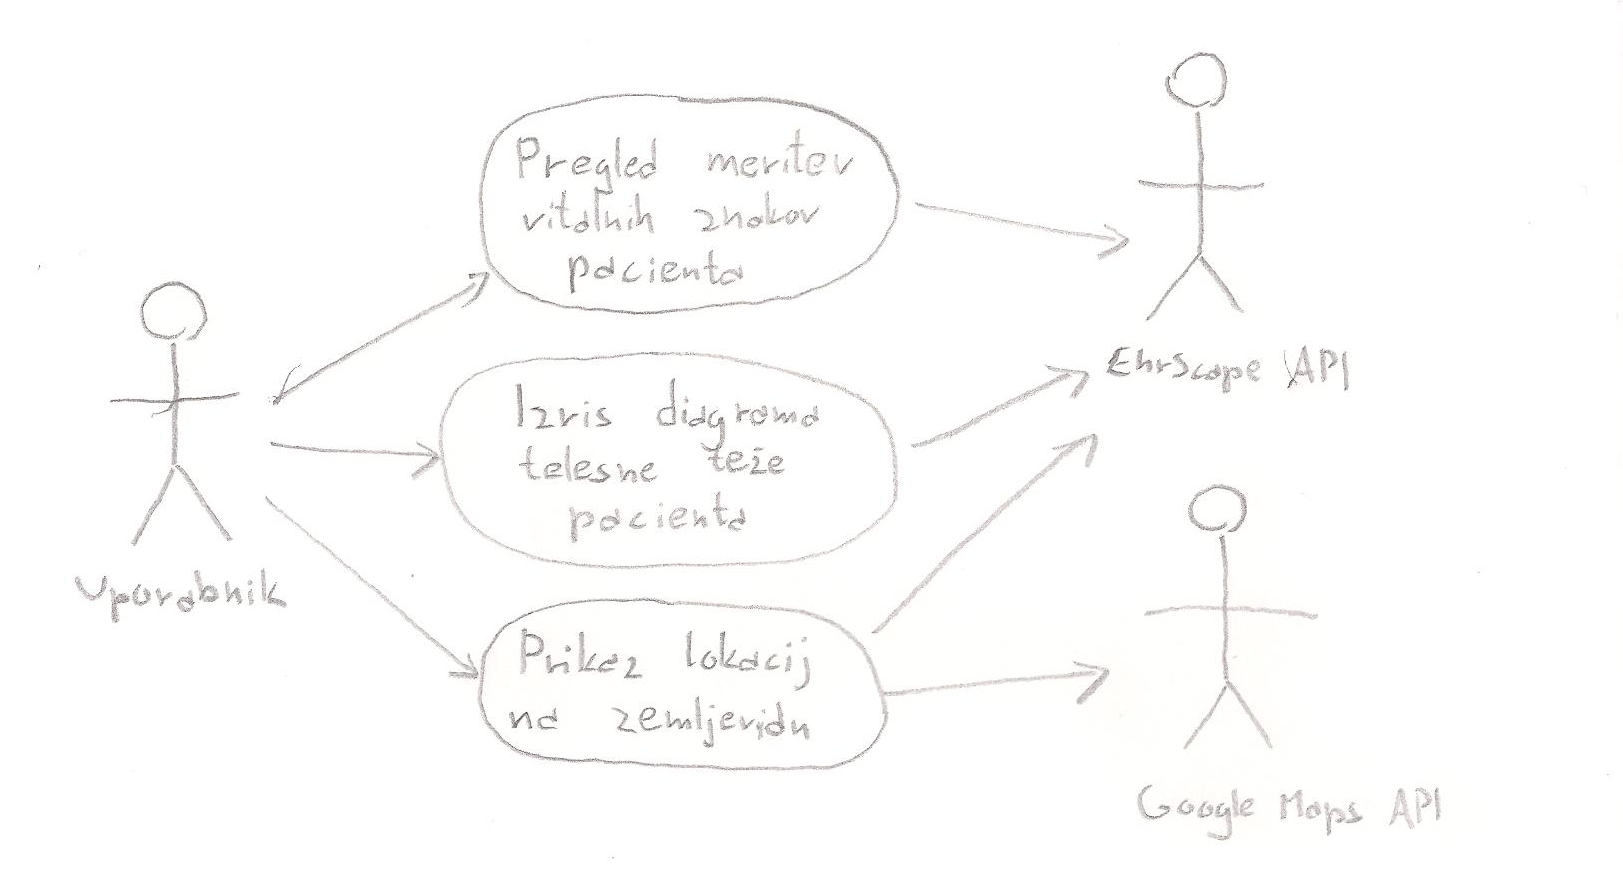 Pregled meritev
vitalnih znakov
pacienta
EhrScape API
Izris diagrama
telesne teže
pacienta
Uporabnik
Prikaz lokacij
na zemljevidu
Google Maps API